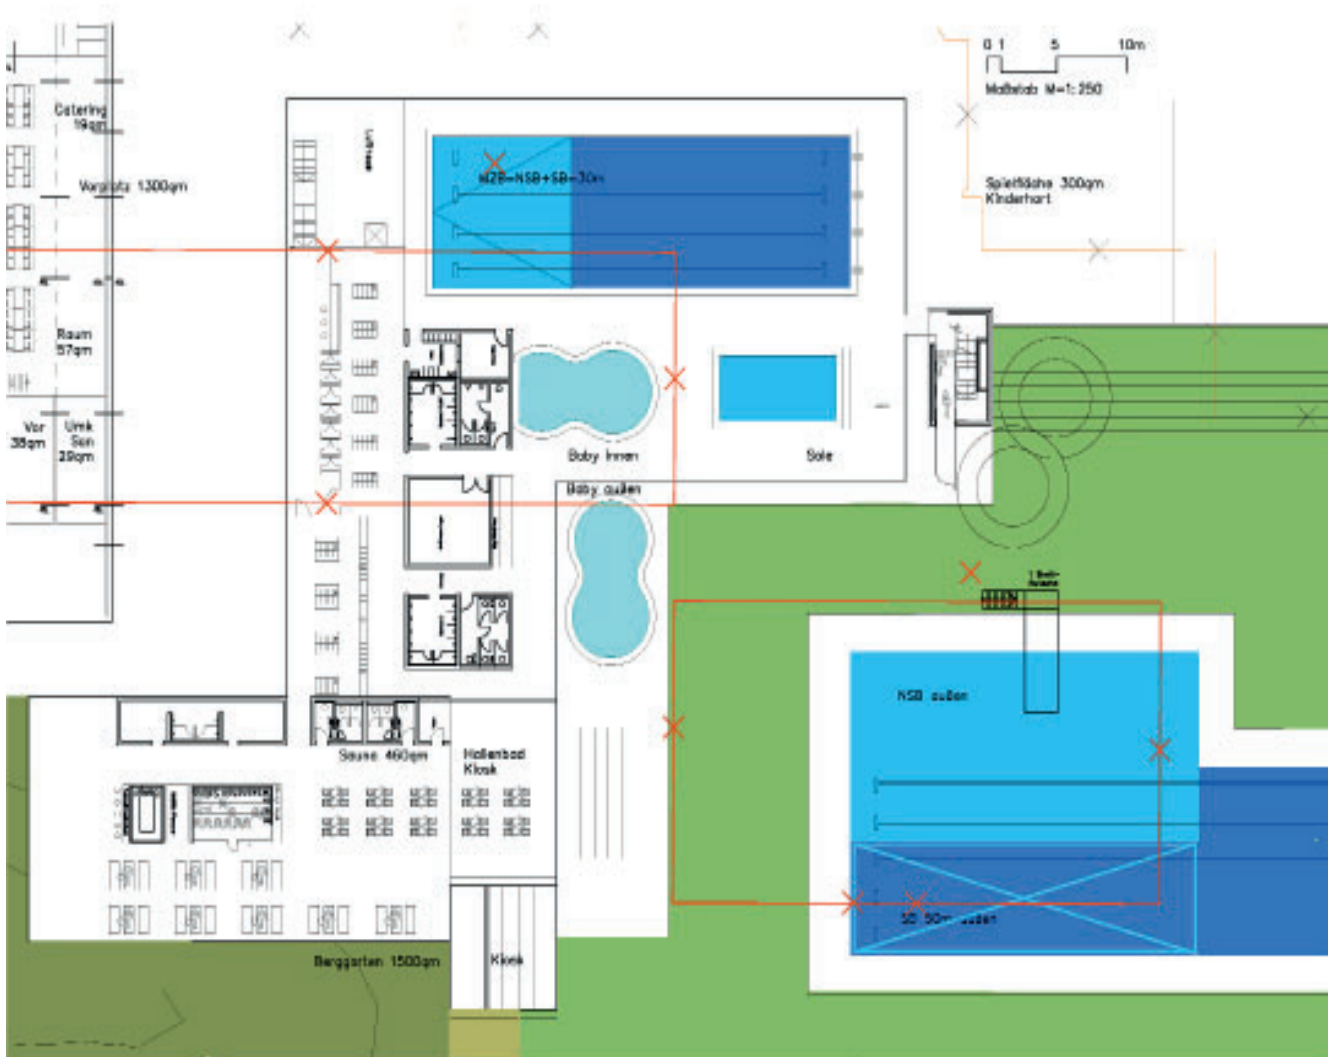 0 1 5 10m
Maßstab M=1:250
Catering
19qm
Vorplatz 1300qm
MZB=NSB+SB=30m
Spielfläche 300qm
Kinderhort
Raum
57qm
Vor
38qm
Umk
San
29qm
Baby Innen
Sole
Baby außen
NSB außen
Sauna 460qm
Hallenbad
Kiosk
SB 50m außen
Berggarten 1500qm
Kiosk